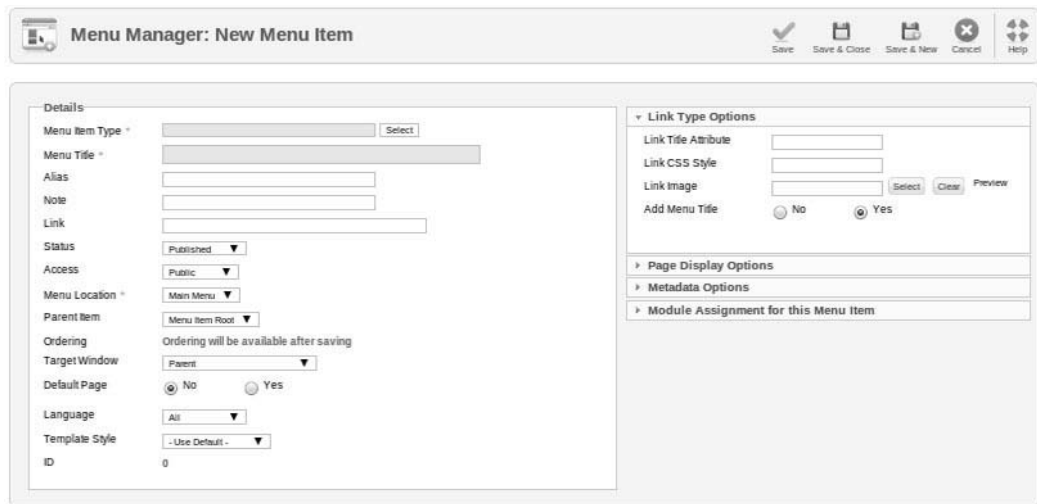 Menu Manager: New Menu Item
Save
Save & Close
Save & New
Cancel
Help
Details
Menu Item Type *
Select
Menu Title *
Alias
Note
Link
Status
Published
Access
Public
Menu Location *
Main Menu
Parent Item
Menu Item Root
Ordering
Ordering will be available after saving
Target Window
Parent
Default Page
No
Yes
Language
All
Template Style
- Use Default -
ID
0
Link Type Options
Link Title Attribute
Link CSS Style
Link Image
Select
Clear
Preview
Add Menu Title
No
Yes
Page Display Options
Metadata Options
Module Assignment for this Menu Item